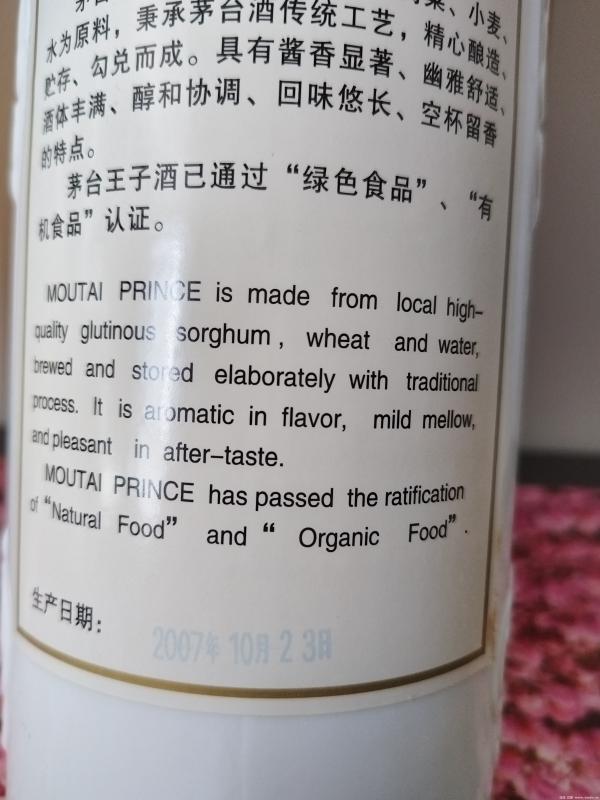 茅台
小麦、
水为原料，秉承茅台酒传统工艺，精心酿造、
贮存、勾兑而成。具有酱香显著、幽雅舒适、
酒体丰满、醇和协调、回味悠长、空杯留香
的特点。
茅台王子酒已通过“绿色食品”、“有
机食品”认证。
MOUTAI PRINCE is made from local high-
quality glutinous sorghum, wheat and water,
brewed and stored elaborately with traditional
process. It is aromatic in flavor, mild mellow,
and pleasant in after-taste.
MOUTAI PRINCE has passed the ratification
of “Natural Food” and “ Organic Food”.
生产日期：
2007年 10月 2 3日